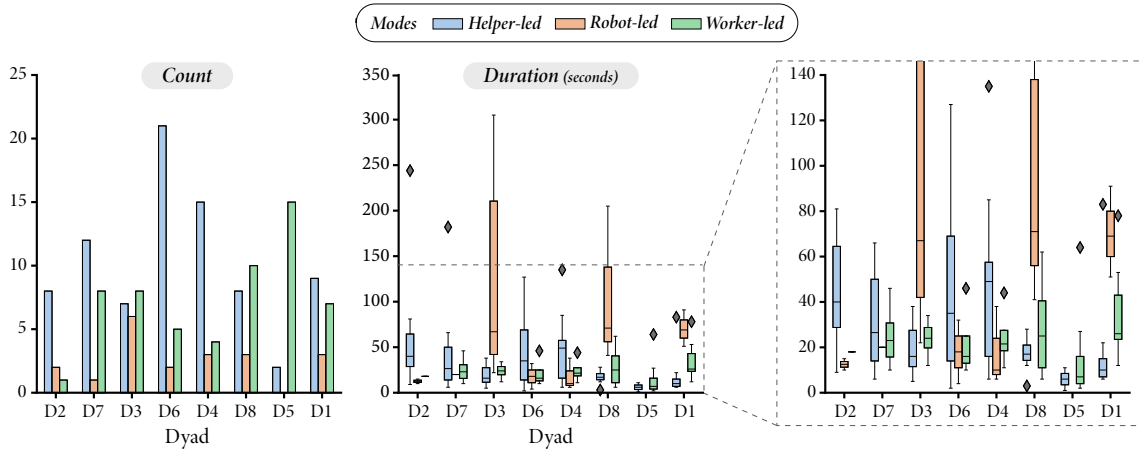 Modes Helper-led Robot-led Worker-led
Count
25
20
15
10
5
0
D2 D7 D3 D6 D4 D8 D5 D1
Dyad
Duration (seconds)
350
300
250
200
150
100
50
0
D2 D7 D3 D6 D4 D8 D5 D1
Dyad
140
120
100
80
60
40
20
0
D2 D7 D3 D6 D4 D8 D5 D1